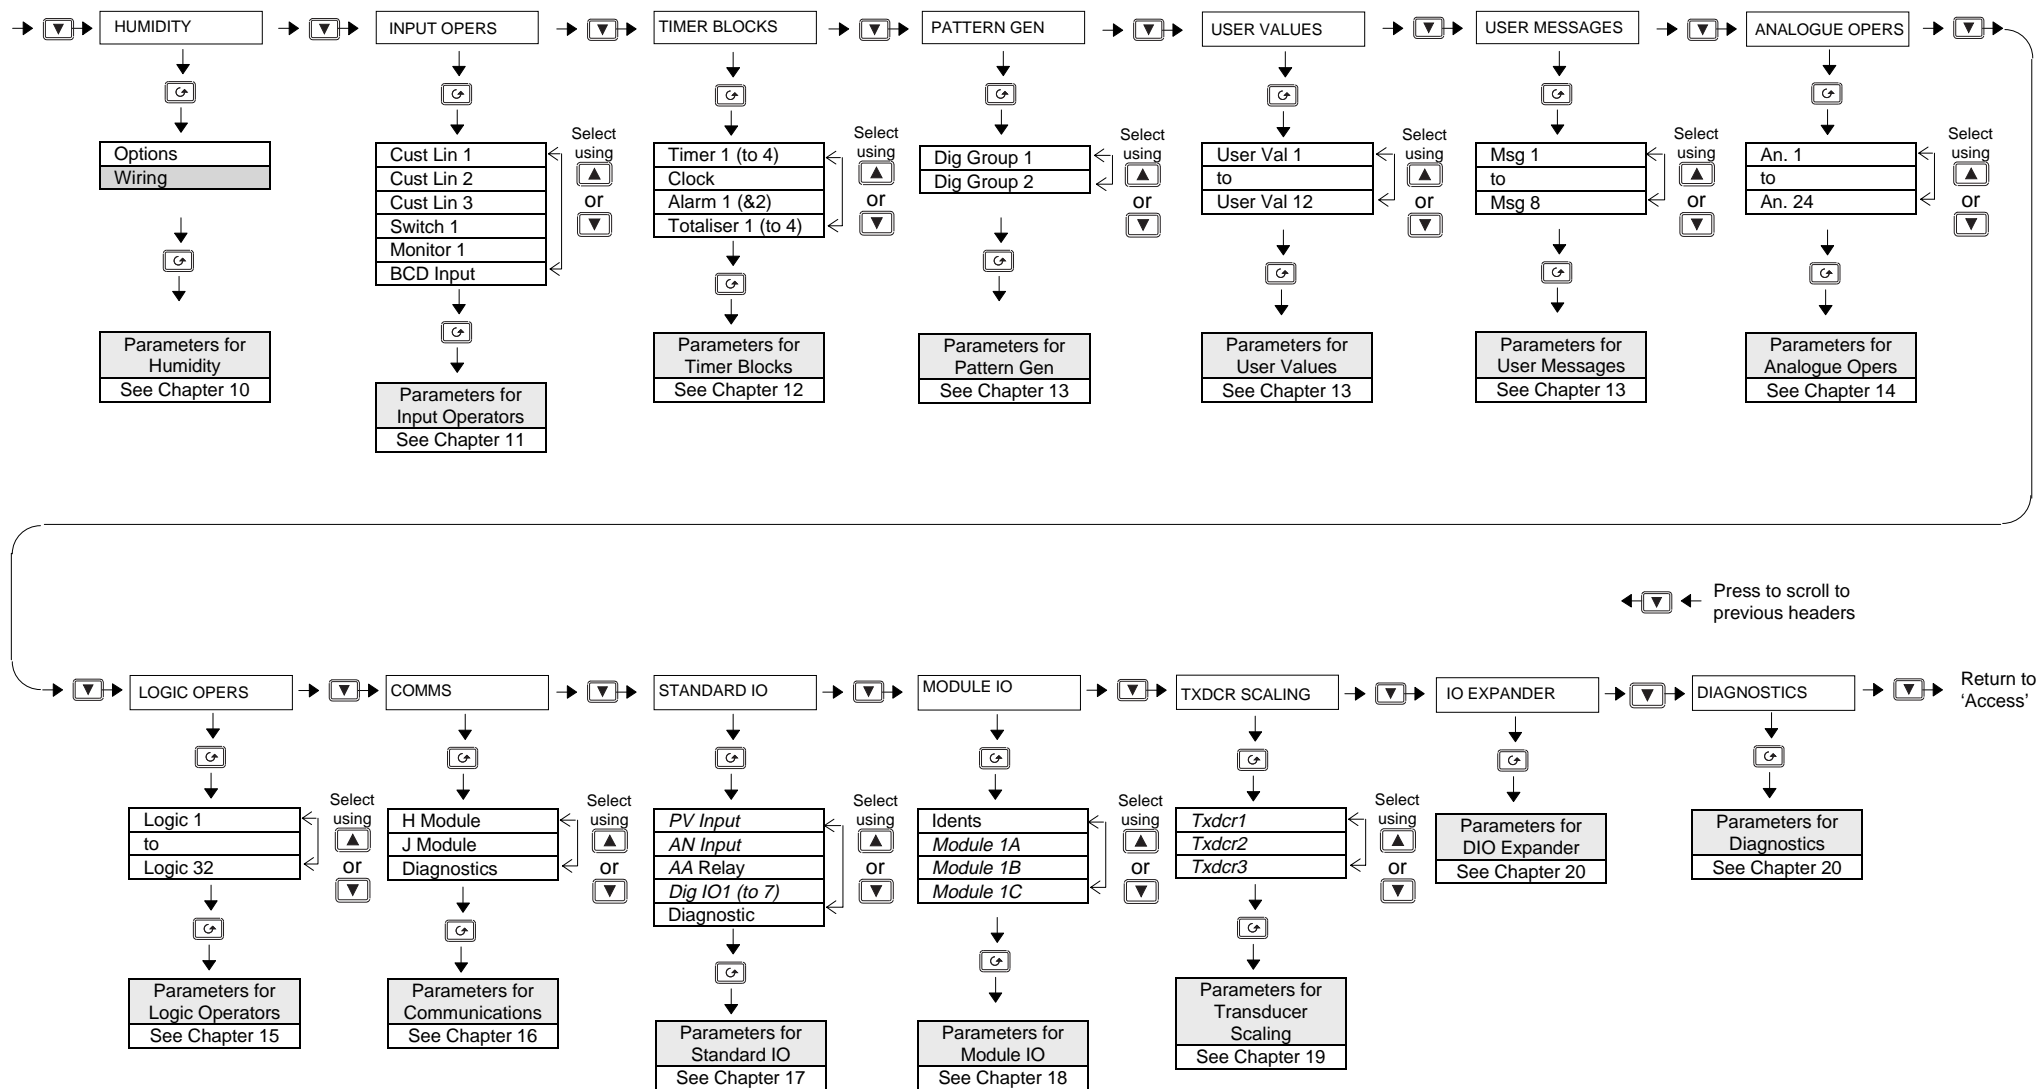 HUMIDITY
INPUT OPERS
TIMER BLOCKS
PATTERN GEN
USER VALUES
USER MESSAGES
ANALOGUE OPERS
Options
Wiring
Parameters for
Humidity
See Chapter 10
Cust Lin 1
Cust Lin 2
Cust Lin 3
Switch 1
Monitor 1
BCD Input
Select
using
or
Parameters for
Input Operators
See Chapter 11
Timer 1 (to 4)
Clock
Alarm 1 (&2)
Totaliser 1 (to 4)
Select
using
or
Parameters for
Timer Blocks
See Chapter 12
Dig Group 1
Dig Group 2
Select
using
or
Parameters for
Pattern Gen
See Chapter 13
User Val 1
to
User Val 12
Select
using
or
Parameters for
User Values
See Chapter 13
Msg 1
to
Msg 8
Select
using
or
Parameters for
User Messages
See Chapter 13
An. 1
to
An. 24
Select
using
or
Parameters for
Analogue Opers
See Chapter 14
Press to scroll to
previous headers
LOGIC OPERS
COMMS
STANDARD IO
MODULE IO
TXDCR SCALING
IO EXPANDER
DIAGNOSTICS
Return to
‘Access’
Logic 1
to
Logic 32
Select
using
or
Parameters for
Logic Operators
See Chapter 15
H Module
J Module
Diagnostics
Select
using
or
Parameters for
Communications
See Chapter 16
PV Input
AN Input
AA Relay
Dig IO1 (to 7)
Diagnostic
Select
using
or
Parameters for
Standard IO
See Chapter 17
Idents
Module 1A
Module 1B
Module 1C
Select
using
or
Parameters for
Module IO
See Chapter 18
Txdcr1
Txdcr2
Txdcr3
Select
using
or
Parameters for
Transducer
Scaling
See Chapter 19
Parameters for
DIO Expander
See Chapter 20
Parameters for
Diagnostics
See Chapter 20